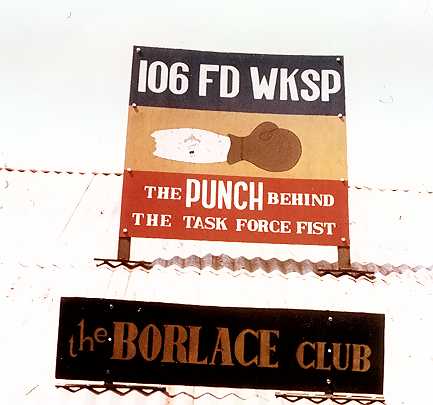 106 FD WKSP
THE PUNCH BEHIND
THE TASK FORCE FIST
the BORLACE CLUB